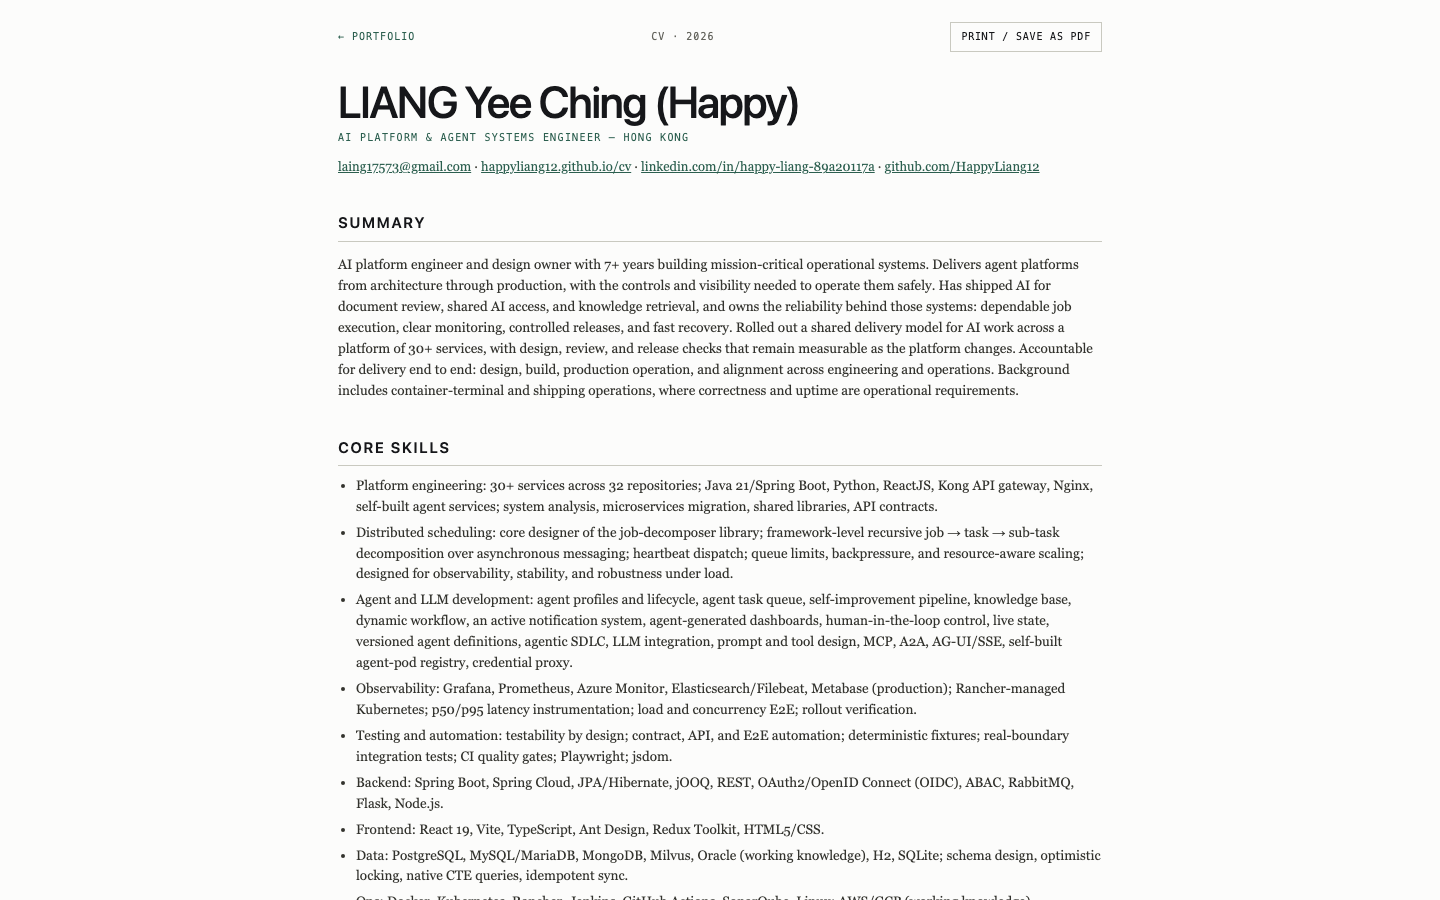 ← PORTFOLIO
CV · 2026
PRINT / SAVE AS PDF
LIANG Yee Ching (Happy)
AI PLATFORM & AGENT SYSTEMS ENGINEER — HONG KONG
laing17573@gmail.com · happyliang12.github.io/cv · linkedin.com/in/happy-liang-89a20117a · github.com/HappyLiang12
SUMMARY
AI platform engineer and design owner with 7+ years building mission-critical operational systems. Delivers agent platforms
from architecture through production, with the controls and visibility needed to operate them safely. Has shipped AI for
document review, shared AI access, and knowledge retrieval, and owns the reliability behind those systems: dependable job
execution, clear monitoring, controlled releases, and fast recovery. Rolled out a shared delivery model for AI work across a
platform of 30+ services, with design, review, and release checks that remain measurable as the platform changes. Accountable
for delivery end to end: design, build, production operation, and alignment across engineering and operations. Background
includes container-terminal and shipping operations, where correctness and uptime are operational requirements.
CORE SKILLS
• Platform engineering: 30+ services across 32 repositories; Java 21/Spring Boot, Python, ReactJS, Kong API gateway, Nginx,
self-built agent services; system analysis, microservices migration, shared libraries, API contracts.
• Distributed scheduling: core designer of the job-decomposer library; framework-level recursive job → task → sub-task
decomposition over asynchronous messaging; heartbeat dispatch; queue limits, backpressure, and resource-aware scaling;
designed for observability, stability, and robustness under load.
• Agent and LLM development: agent profiles and lifecycle, agent task queue, self-improvement pipeline, knowledge base,
dynamic workflow, an active notification system, agent-generated dashboards, human-in-the-loop control, live state,
versioned agent definitions, agentic SDLC, LLM integration, prompt and tool design, MCP, A2A, AG-UI/SSE, self-built
agent-pod registry, credential proxy.
• Observability: Grafana, Prometheus, Azure Monitor, Elasticsearch/Filebeat, Metabase (production); Rancher-managed
Kubernetes; p50/p95 latency instrumentation; load and concurrency E2E; rollout verification.
• Testing and automation: testability by design; contract, API, and E2E automation; deterministic fixtures; real-boundary
integration tests; CI quality gates; Playwright; jsdom.
• Backend: Spring Boot, Spring Cloud, JPA/Hibernate, jOOQ, REST, OAuth2/OpenID Connect (OIDC), ABAC, RabbitMQ,
Flask, Node.js.
• Frontend: React 19, Vite, TypeScript, Ant Design, Redux Toolkit, HTML5/CSS.
• Data: PostgreSQL, MySQL/MariaDB, MongoDB, Milvus, Oracle (working knowledge), H2, SQLite; schema design, optimistic
locking, native CTE queries, idempotent sync.